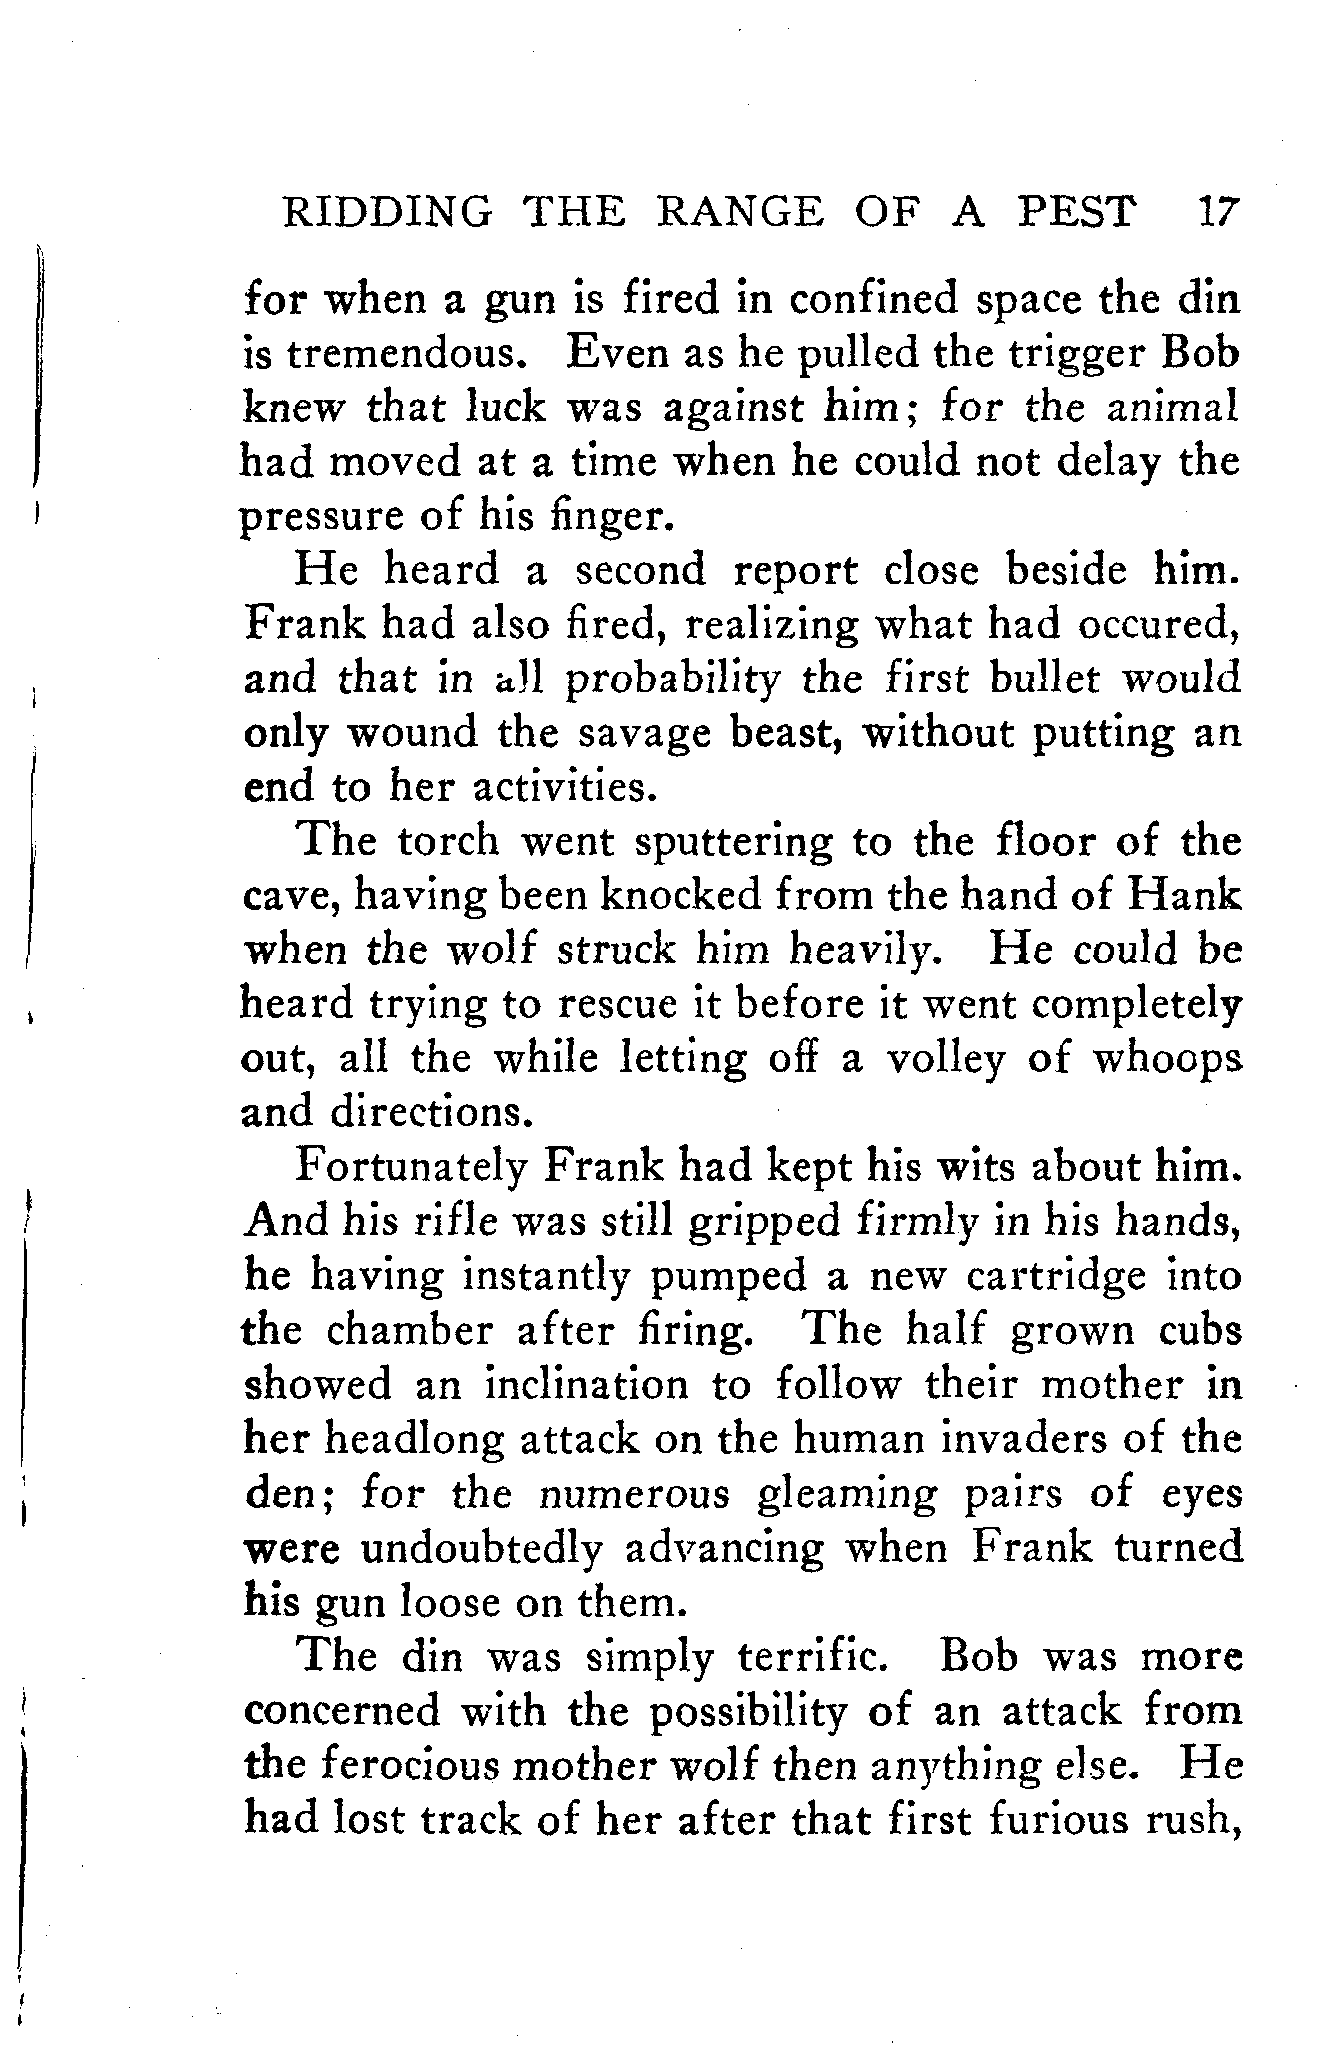 RIDDING THE RANGE OF A PEST 17
for when a gun is fired in confined space the din
is tremendous. Even as he pulled the trigger Bob
knew that luck was against him; for the animal
had moved at a time when he could not delay the
pressure of his finger.
He heard a second report close beside him.
Frank had also fired, realizing what had occured,
and that in all probability the first bullet would
only wound the savage beast, without putting an
end to her activities.
The torch went sputtering to the floor of the
cave, having been knocked from the hand of Hank
when the wolf struck him heavily. He could be
heard trying to rescue it before it went completely
out, all the while letting off a volley of whoops
and directions.
Fortunately Frank had kept his wits about him.
And his rifle was still gripped firmly in his hands,
he having instantly pumped a new cartridge into
the chamber after firing. The half grown cubs
showed an inclination to follow their mother in
her headlong attack on the human invaders of the
den; for the numerous gleaming pairs of eyes
were undoubtedly advancing when Frank turned
his gun loose on them.
The din was simply terrific. Bob was more
concerned with the possibility of an attack from
the ferocious mother wolf then anything else. He
had lost track of her after that first furious rush,